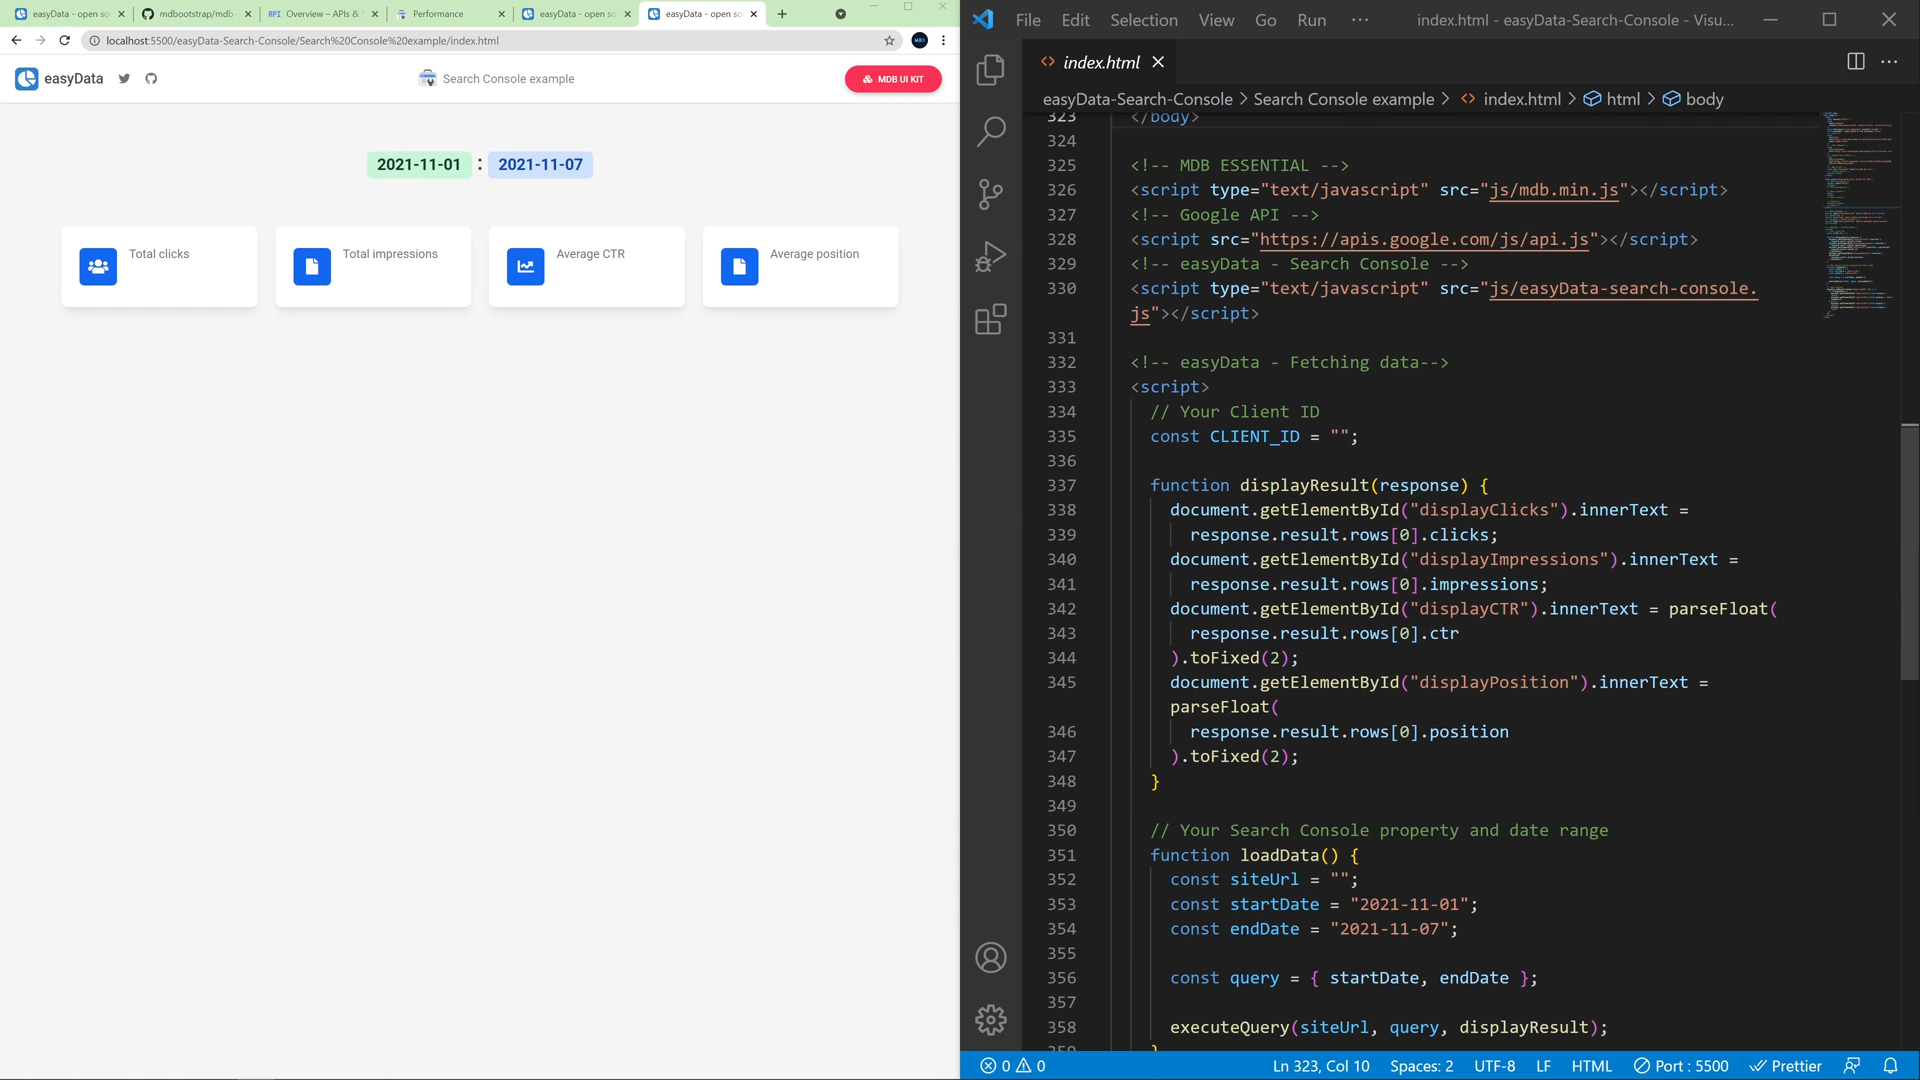 easyData - open so
mdbootstrap/mdb-
API Overview – APIs & S
Performance
easyData - open so
easyData - open so
localhost:5500/easyData-Search-Console/Search%20Console%20example/index.html
easyData
Search Console example
MDB UI KIT
2021-11-01 : 2021-11-07
Total clicks
Total impressions
Average CTR
Average position
File Edit Selection View Go Run ··· index.html - easyData-Search-Console - Visu...
index.html
easyData-Search-Console > Search Console example > index.html > html > body
323 </body>
324
325 <!-- MDB ESSENTIAL -->
326 <script type="text/javascript" src="js/mdb.min.js"></script>
327 <!-- Google API -->
328 <script src="https://apis.google.com/js/api.js"></script>
329 <!-- easyData - Search Console -->
330 <script type="text/javascript" src="js/easyData-search-console.
js"></script>
331
332 <!-- easyData - Fetching data-->
333 <script>
334 // Your Client ID
335 const CLIENT_ID = "";
336
337 function displayResult(response) {
338 document.getElementById("displayClicks").innerText =
339 response.result.rows[0].clicks;
340 document.getElementById("displayImpressions").innerText =
341 response.result.rows[0].impressions;
342 document.getElementById("displayCTR").innerText = parseFloat(
343 response.result.rows[0].ctr
344 ).toFixed(2);
345 document.getElementById("displayPosition").innerText =
parseFloat(
346 response.result.rows[0].position
347 ).toFixed(2);
348 }
349
350 // Your Search Console property and date range
351 function loadData() {
352 const siteUrl = "";
353 const startDate = "2021-11-01";
354 const endDate = "2021-11-07";
355
356 const query = { startDate, endDate };
357
358 executeQuery(siteUrl, query, displayResult);
359 }
0 0 Ln 323, Col 10 Spaces: 2 UTF-8 LF HTML Port : 5500 Prettier